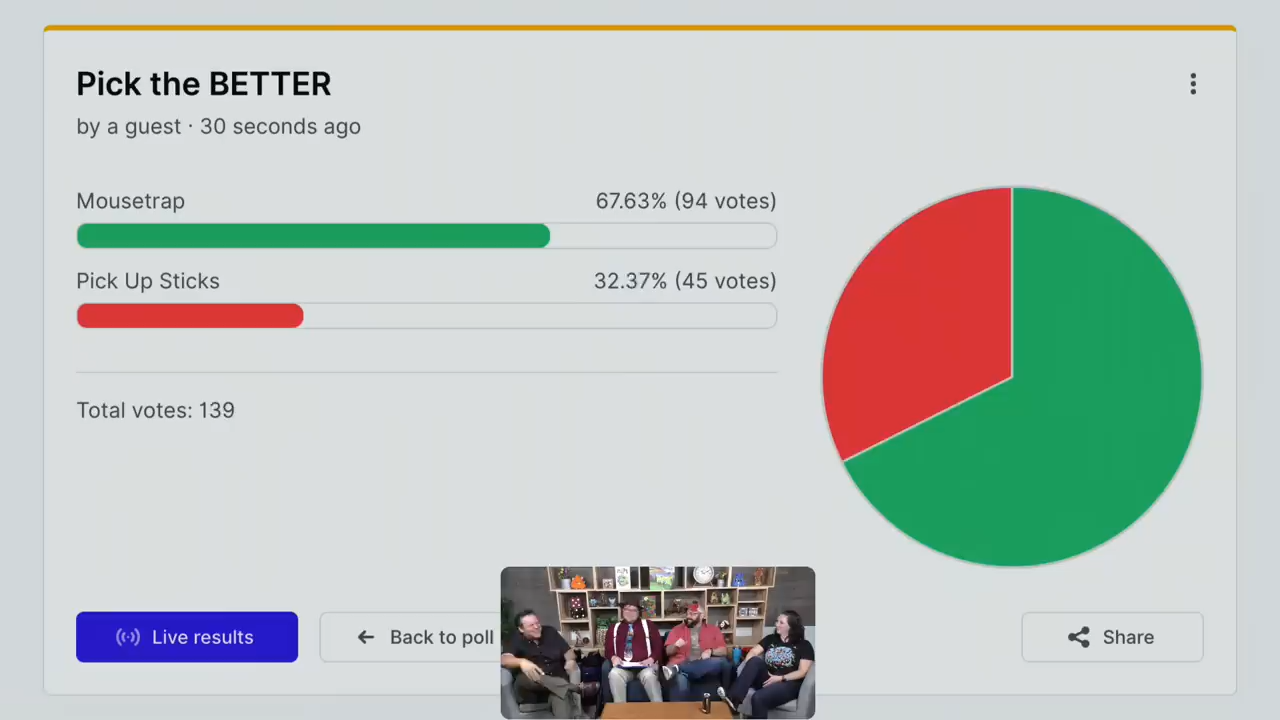 Pick the BETTER
by a guest · 30 seconds ago
Mousetrap 67.63% (94 votes)
Pick Up Sticks 32.37% (45 votes)
Total votes: 139
Live results
Back to poll
Share